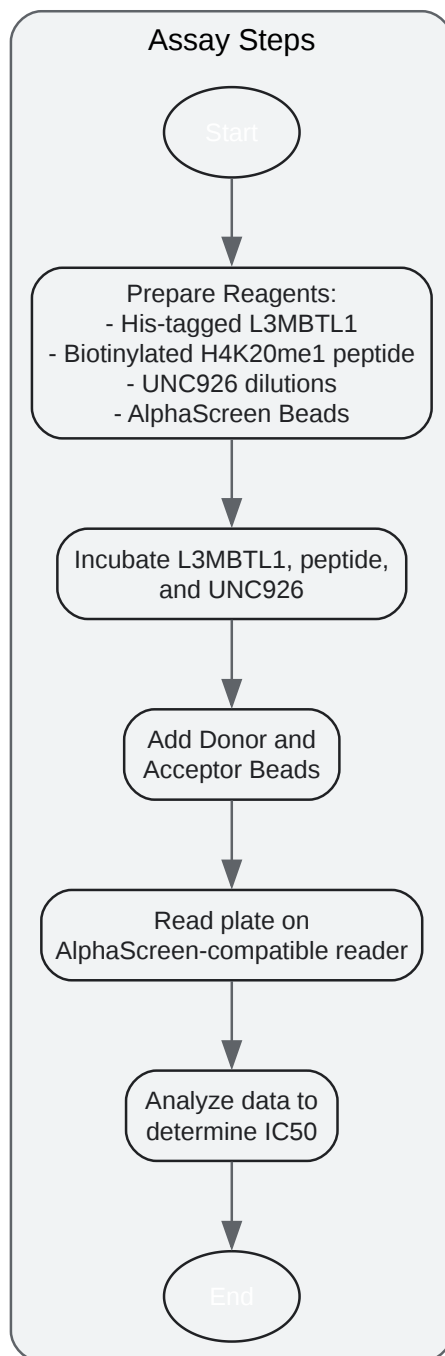 Assay Steps
Start
Prepare Reagents:
- His-tagged L3MBTL1
- Biotinylated H4K20me1 peptide
- UNC926 dilutions
- AlphaScreen Beads
Incubate L3MBTL1, peptide,
and UNC926
Add Donor and
Acceptor Beads
Read plate on
AlphaScreen-compatible reader
Analyze data to
determine IC50
End